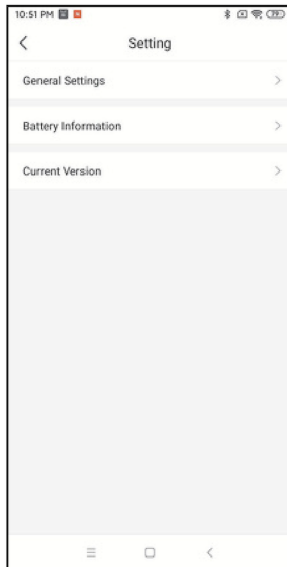 10:51 PM
Setting
General Settings
Battery Information
Current Version